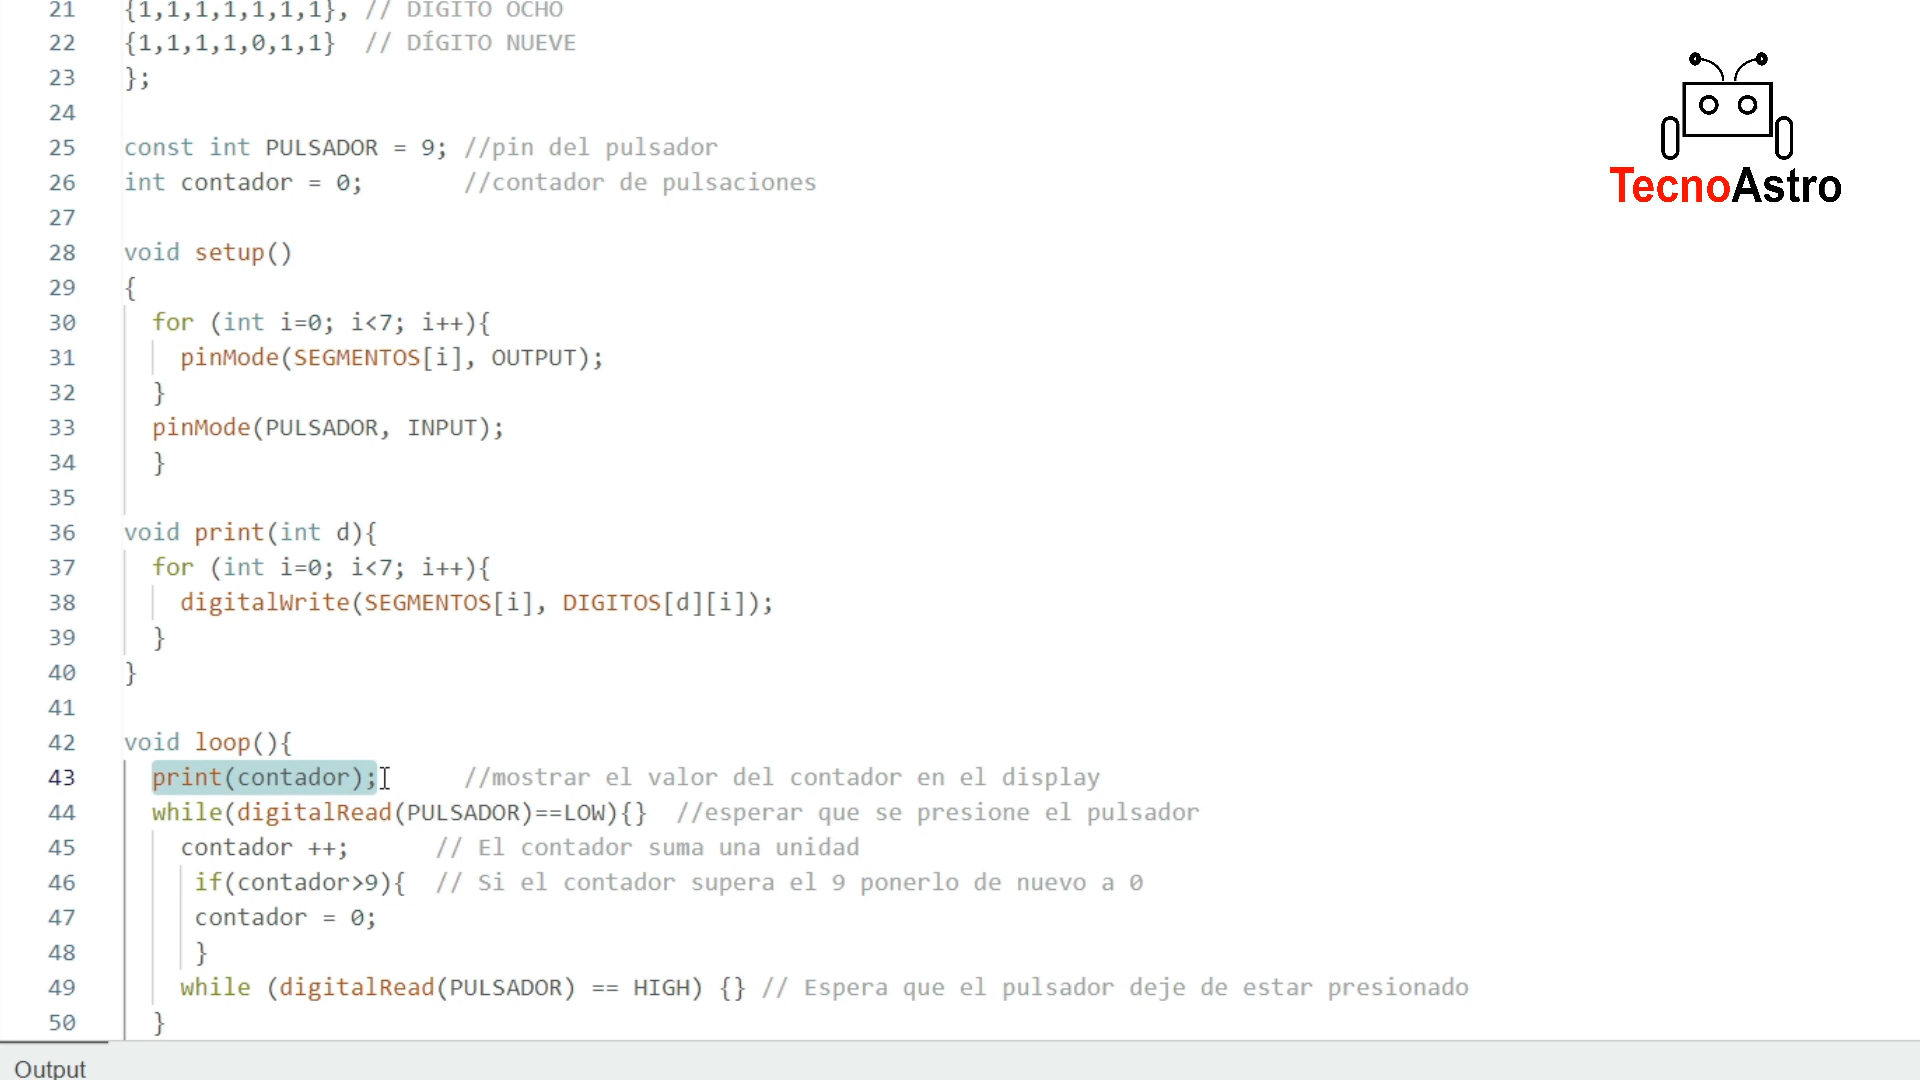 21 {1,1,1,1,1,1,1}, // DÍGITO OCHO
22 {1,1,1,1,0,1,1} // DÍGITO NUEVE
23 };
24
25 const int PULSADOR = 9; //pin del pulsador
26 int contador = 0; //contador de pulsaciones
27
28 void setup()
29 {
30 for (int i=0; i<7; i++){
31 pinMode(SEGMENTOS[i], OUTPUT);
32 }
33 pinMode(PULSADOR, INPUT);
34 }
35
36 void print(int d){
37 for (int i=0; i<7; i++){
38 digitalWrite(SEGMENTOS[i], DIGITOS[d][i]);
39 }
40 }
41
42 void loop(){
43 print(contador); //mostrar el valor del contador en el display
44 while(digitalRead(PULSADOR)==LOW){} //esperar que se presione el pulsador
45 contador ++; // El contador suma una unidad
46 if(contador>9){ // Si el contador supera el 9 ponerlo de nuevo a 0
47 contador = 0;
48 }
49 while (digitalRead(PULSADOR) == HIGH) {} // Espera que el pulsador deje de estar presionado
50 }
Output
TecnoAstro